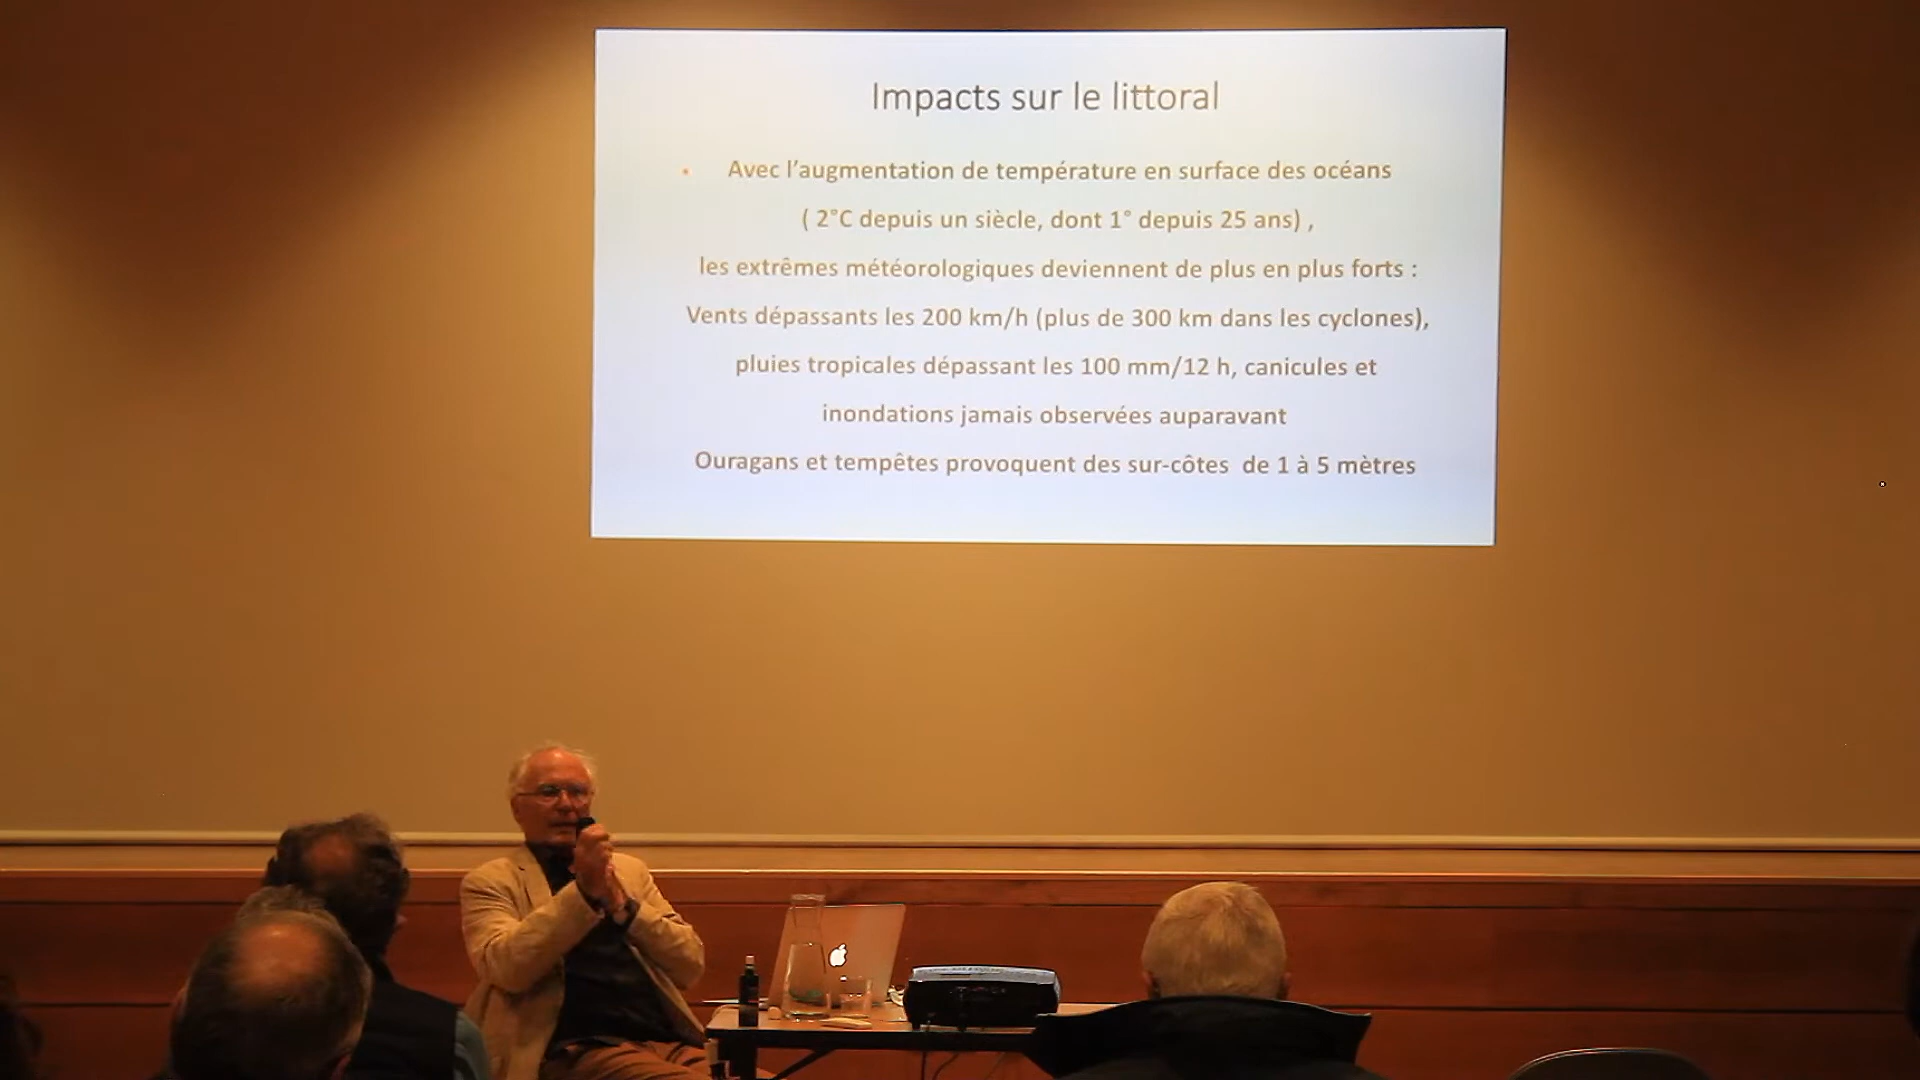 Impacts sur le littoral
• Avec l’augmentation de température en surface des océans
( 2°C depuis un siècle, dont 1° depuis 25 ans) ,
les extrêmes météorologiques deviennent de plus en plus forts :
Vents dépassants les 200 km/h (plus de 300 km dans les cyclones),
pluies tropicales dépassant les 100 mm/12 h, canicules et
inondations jamais observées auparavant
Ouragans et tempêtes provoquent des sur-côtes de 1 à 5 mètres